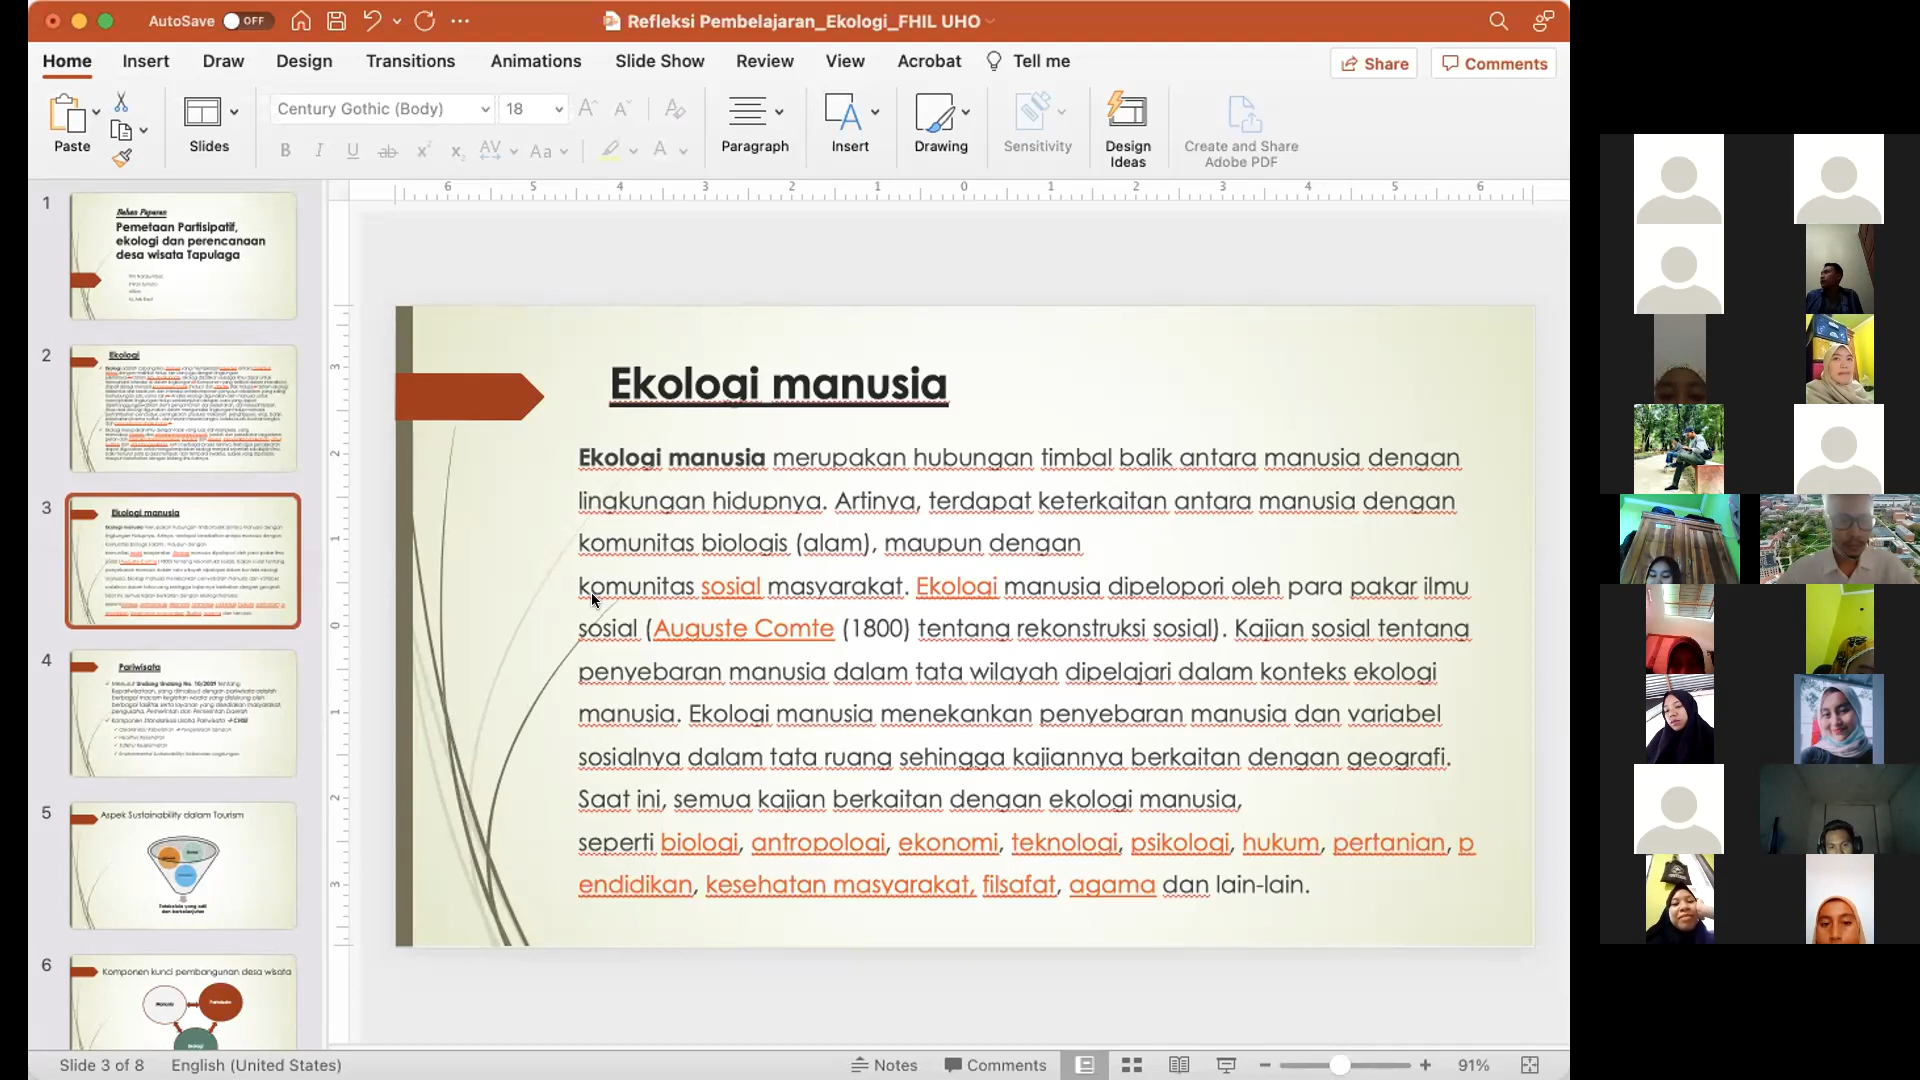 AutoSave OFF
Refleksi Pembelajaran_Ekologi_FHIL UHO
Home Insert Draw Design Transitions Animations Slide Show Review View Acrobat Tell me
Share Comments
Century Gothic (Body) 18
Paste Slides Paragraph Insert Drawing Sensitivity Design Ideas Create and Share Adobe PDF
1
Bahan Paparan
Pemetaan Partisipatif,
ekologi dan perencanaan
desa wisata Tapulaga
2
Ekologi
3
Ekologi manusia
4
Pariwisata
5
Aspek Sustainability dalam Tourism
6
Komponen kunci pembangunan desa wisata
Ekologi manusia
Ekologi manusia merupakan hubungan timbal balik antara manusia dengan
lingkungan hidupnya. Artinya, terdapat keterkaitan antara manusia dengan
komunitas biologis (alam), maupun dengan
komunitas sosial masyarakat. Ekologi manusia dipelopori oleh para pakar ilmu
sosial (Auguste Comte (1800) tentang rekonstruksi sosial). Kajian sosial tentang
penyebaran manusia dalam tata wilayah dipelajari dalam konteks ekologi
manusia. Ekologi manusia menekankan penyebaran manusia dan variabel
sosialnya dalam tata ruang sehingga kajiannya berkaitan dengan geografi.
Saat ini, semua kajian berkaitan dengan ekologi manusia,
seperti biologi, antropologi, ekonomi, teknologi, psikologi, hukum, pertanian, p
endidikan, kesehatan masyarakat, filsafat, agama dan lain-lain.
Slide 3 of 8 English (United States) Notes Comments 91%